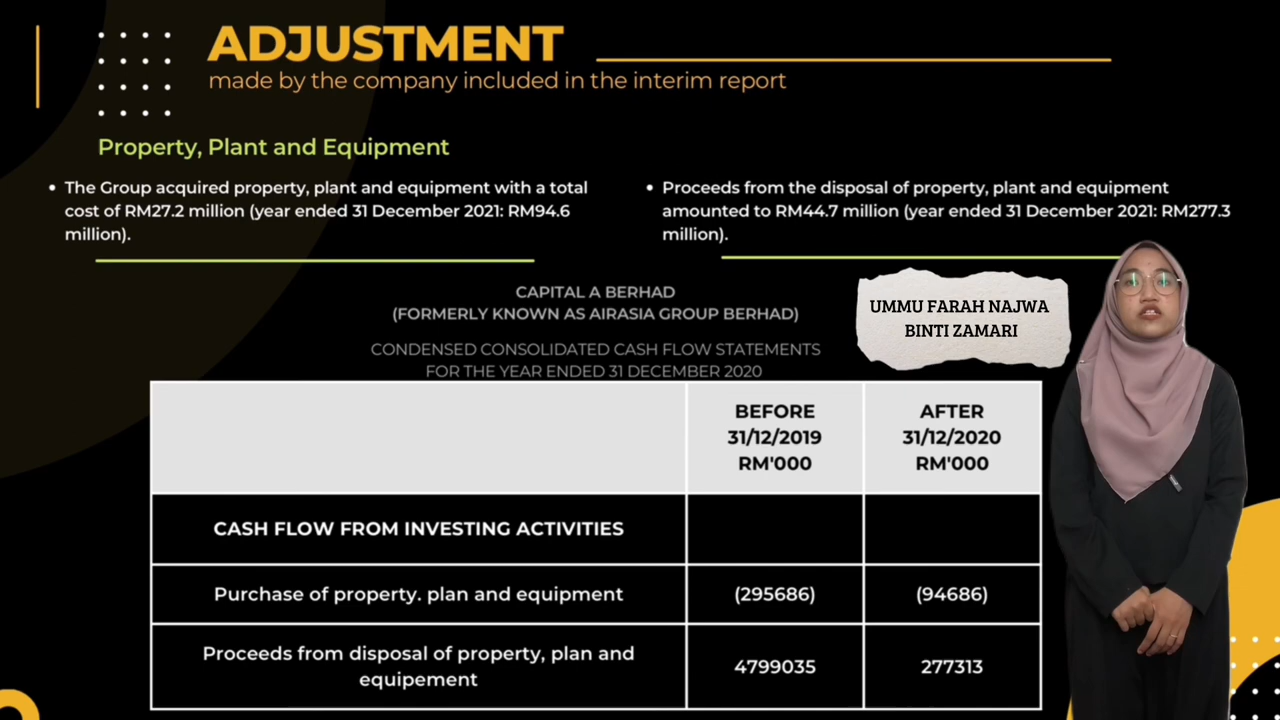 ADJUSTMENT
made by the company included in the interim report
Property, Plant and Equipment
• The Group acquired property, plant and equipment with a total
cost of RM27.2 million (year ended 31 December 2021: RM94.6
million).
• Proceeds from the disposal of property, plant and equipment
amounted to RM44.7 million (year ended 31 December 2021: RM277.3
million).
CAPITAL A BERHAD
(FORMERLY KNOWN AS AIRASIA GROUP BERHAD)
CONDENSED CONSOLIDATED CASH FLOW STATEMENTS
FOR THE YEAR ENDED 31 DECEMBER 2020
UMMU FARAH NAJWA
BINTI ZAMARI
BEFORE
31/12/2019
RM'000
AFTER
31/12/2020
RM'000
CASH FLOW FROM INVESTING ACTIVITIES
Purchase of property. plan and equipment
(295686)
(94686)
Proceeds from disposal of property, plan and
equipement
4799035
277313